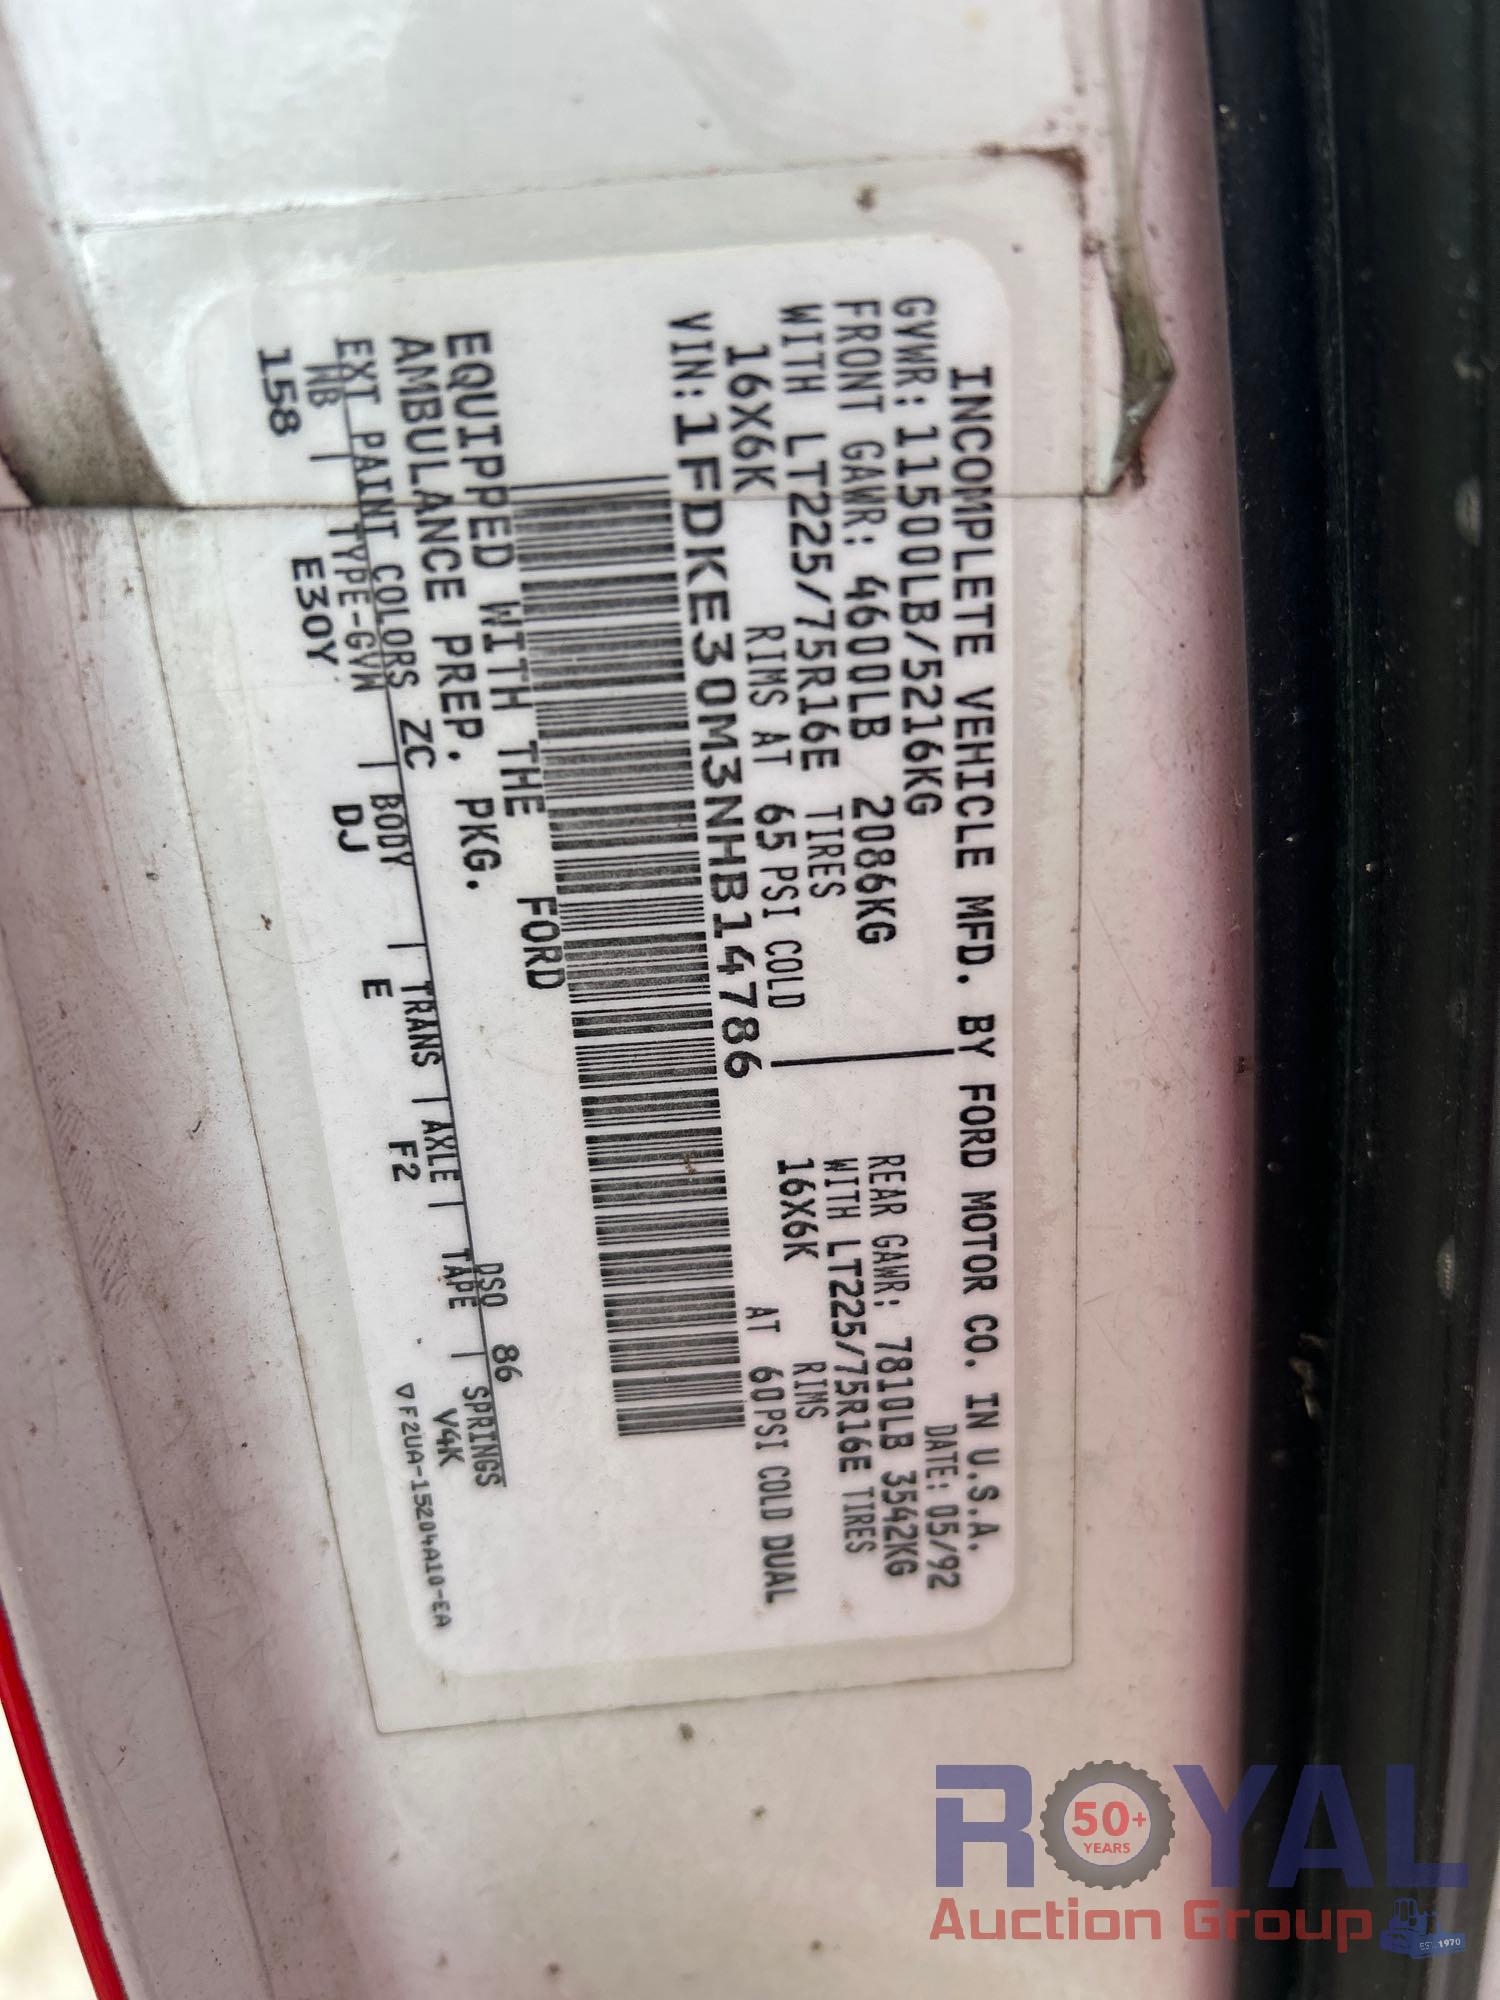 INCOMPLETE VEHICLE MFD. BY FORD MOTOR CO. IN U.S.A.
GVWR: 11500LB/5216KG DATE: 05/92
FRONT GAWR: 4600LB 2086KG REAR GAWR: 7810LB 3542KG
WITH LT225/75R16E TIRES WITH LT225/75R16E TIRES
16X6K RIMS AT 65 PSI COLD 16X6K RIMS
AT 60PSI COLD DUAL
VIN:1FDKE30M3NHB14786
EQUIPPED WITH THE FORD
AMBULANCE PREP. PKG.
EXT PAINT COLORS ZC DSO 86
WB | TYPE-GVW | BODY | TRANS | AXLE | TAPE | SPRINGS
158 E30Y DJ E F2 V4K
▽F2UA-15204A10-EA
ROYAL
50+
YEARS
Auction Group
EST. 1970